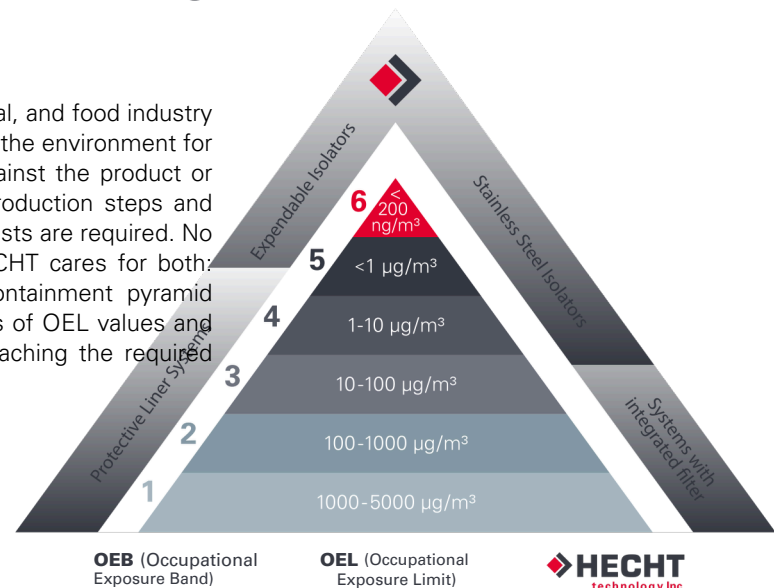 al, and food industry
the environment for
ainst the product or
roduction steps and
sts are required. No
CHT cares for both:
ontainment pyramid
s of OEL values and
aching the required
Expendable Isolators
Stainless Steel Isolators
Protective Liner Systems
Systems with
integrated filter
6
<
200
ng/m³
5
<1 µg/m³
4
1-10 µg/m³
3
10-100 µg/m³
2
100-1000 µg/m³
1
1000-5000 µg/m³
OEB (Occupational
Exposure Band)
OEL (Occupational
Exposure Limit)
HECHT
technology Inc.